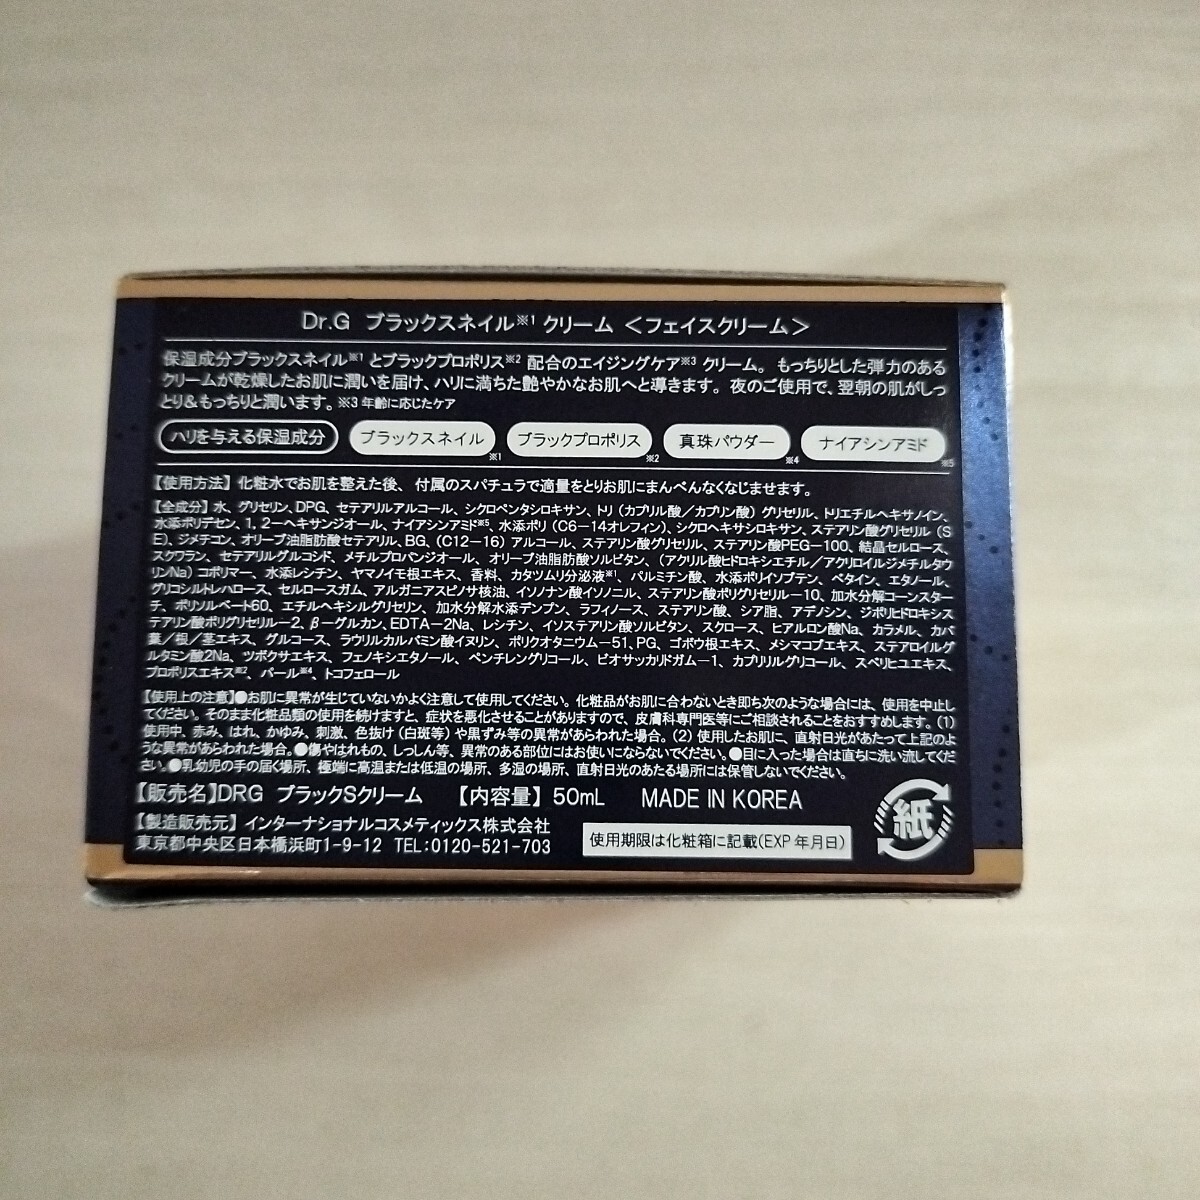 Dr.G ブラックスネイル※1 クリーム <フェイスクリーム>
保湿成分ブラックスネイル※1 とブラックプロポリス※2 配合のエイジングケア※3 クリーム。もっちりとした弾力のある
クリームが乾燥したお肌に潤いを届け、ハリに満ちた艶やかなお肌へと導きます。夜のご使用で、翌朝の肌がしっ
とり&もっちりと潤います。※3 年齢に応じたケア
ハリを与える保湿成分 ブラックスネイル※1 ブラックプロポリス※2 真珠パウダー※4 ナイアシンアミド※5
【使用方法】化粧水でお肌を整えた後、付属のスパチュラで適量をとりお肌にまんべんなくなじませます。
【全成分】水、グリセリン、DPG、セテアリルアルコール、シクロペンタシロキサン、トリ(カプリル酸/カプリン酸)グリセリル、トリエチルヘキサノイン、
水添ポリデセン、1,2-ヘキサンジオール、ナイアシンアミド※5、水添ポリ(C6-14オレフィン)、シクロヘキサシロキサン、ステアリン酸グリセリル(S
E)、ジメチコン、オリーブ油脂肪酸セテアリル、BG、(C12-16)アルコール、ステアリン酸グリセリル、ステアリン酸PEG-100、結晶セルロース、
スクワラン、セテアリルグルコシド、メチルプロパンジオール、オリーブ油脂肪酸ソルビタン、(アクリル酸ヒドロキシエチル/アクリロイルジメチルタウ
リンNa)コポリマー、水添レシチン、ヤマノイモ根エキス、香料、カタツムリ分泌液※1、パルミチン酸、水添ポリイソブテン、ベタイン、エタノール、
グリコシルトレハロース、セルロースガム、アルガニアスピノサ核油、イソノナン酸イソノニル、ステアリン酸ポリグリセリル-10、加水分解コーンスター
チ、ポリソルベート60、エチルヘキシルグリセリン、加水分解水添デンプン、ラフィノース、ステアリン酸、シア脂、アデノシン、ジポリヒドロキシス
テアリン酸ポリグリセリル-2、β-グルカン、EDTA-2Na、レシチン、イソステアリン酸ソルビタン、スクロース、ヒアルロン酸Na、カラメル、カバ
葉/根/茎エキス、グルコース、ラウリルカルバミン酸イヌリン、ポリクオタニウム-51、PG、ゴボウ根エキス、メシマコブエキス、ステアロイルグ
ルタミン酸2Na、ツボクサエキス、フェノキシエタノール、ペンチレングリコール、ビオサッカリドガム-1、カプリリルグリコール、スベリヒユエキス、
プロポリスエキス※2、パール※4、トコフェロール
【使用上の注意】●お肌に異常が生じていないかよく注意して使用してください。化粧品がお肌に合わないとき即ち次のような場合には、使用を中止し
てください。そのまま化粧品類の使用を続けますと、症状を悪化させることがありますので、皮膚科専門医等にご相談されることをおすすめします。(1)
使用中、赤み、はれ、かゆみ、刺激、色抜け(白斑等)や黒ずみ等の異常があらわれた場合。(2)使用したお肌に、直射日光があたって上記のよ
うな異常があらわれた場合。●傷やはれもの、しっしん等、異常のある部位にはお使いにならないでください。●目に入った場合は直ちに洗い流してくだ
さい。●乳幼児の手の届く場所、極端に高温または低温の場所、多湿の場所、直射日光のあたる場所には保管しないでください。
【販売名】DRG ブラックSクリーム 【内容量】50mL MADE IN KOREA
【製造販売元】インターナショナルコスメティックス株式会社
東京都中央区日本橋浜町1-9-12 TEL:0120-521-703
使用期限は化粧箱に記載(EXP 年月日)
紙